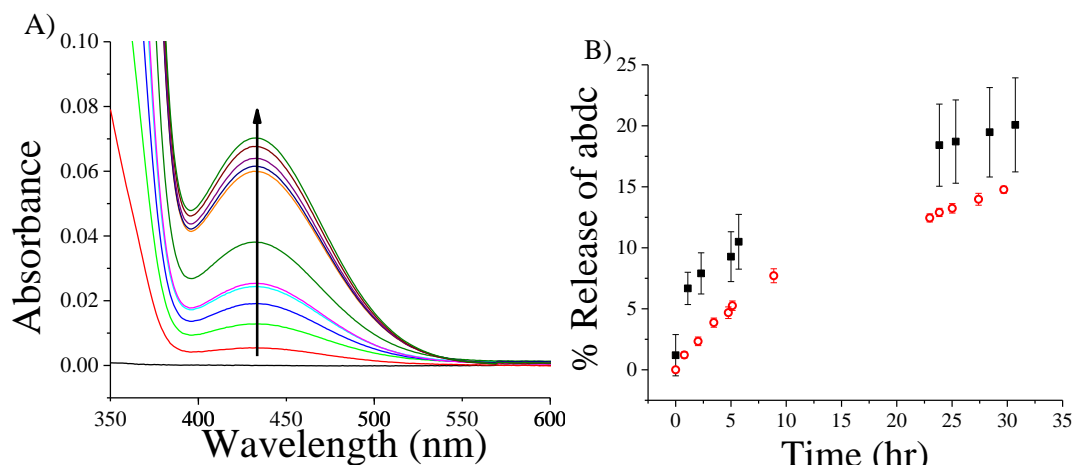 A)
0.10
0.08
0.06
0.04
0.02
0.00
Absorbance
350 400 450 500 550 600
Wavelength (nm)
B)
25
20
15
10
5
0
% Release of abdc
0 5 10 15 20 25 30 35
Time (hr)